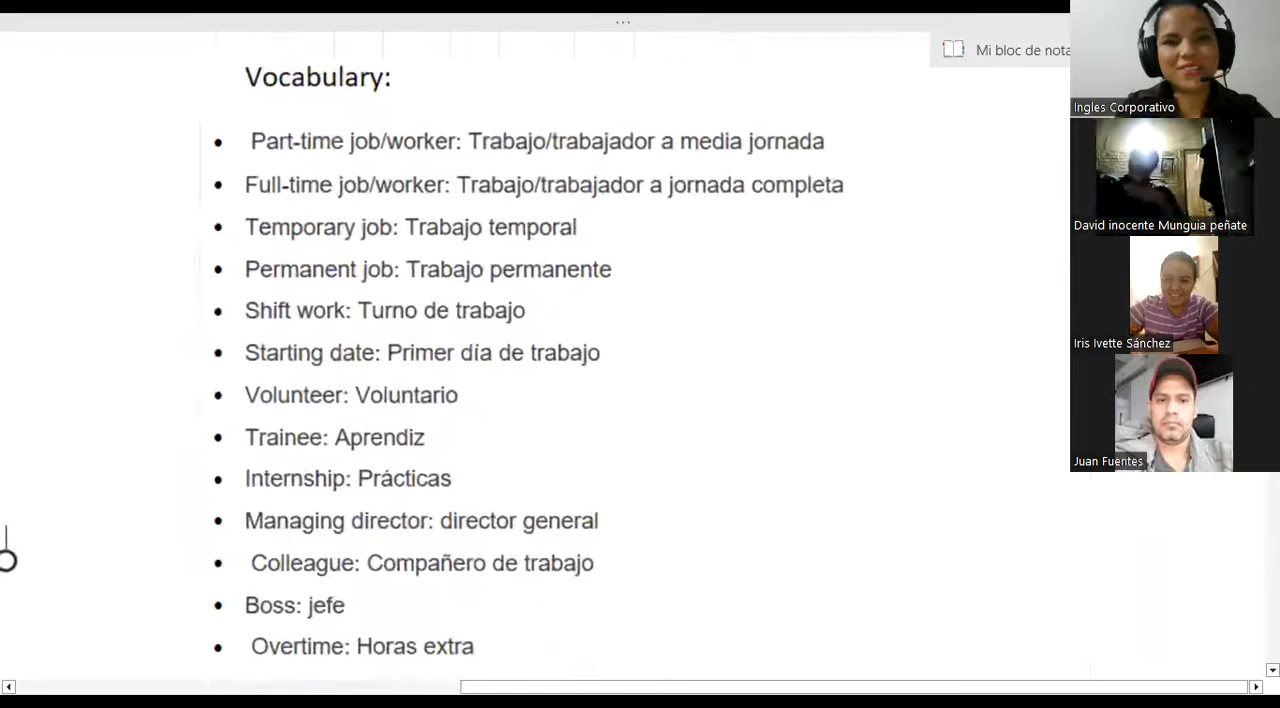 ...
Mi bloc de nota
Vocabulary:
• Part-time job/worker: Trabajo/trabajador a media jornada
• Full-time job/worker: Trabajo/trabajador a jornada completa
• Temporary job: Trabajo temporal
• Permanent job: Trabajo permanente
• Shift work: Turno de trabajo
• Starting date: Primer día de trabajo
• Volunteer: Voluntario
• Trainee: Aprendiz
• Internship: Prácticas
• Managing director: director general
• Colleague: Compañero de trabajo
• Boss: jefe
• Overtime: Horas extra
Ingles Corporativo
David inocente Munguia peñate
Iris Ivette Sánchez
Juan Fuentes